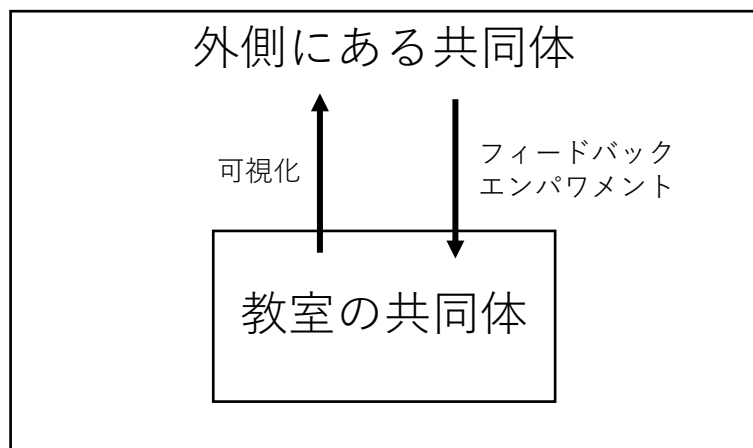 外側にある共同体
可視化
フィードバック
エンパワメント
教室の共同体